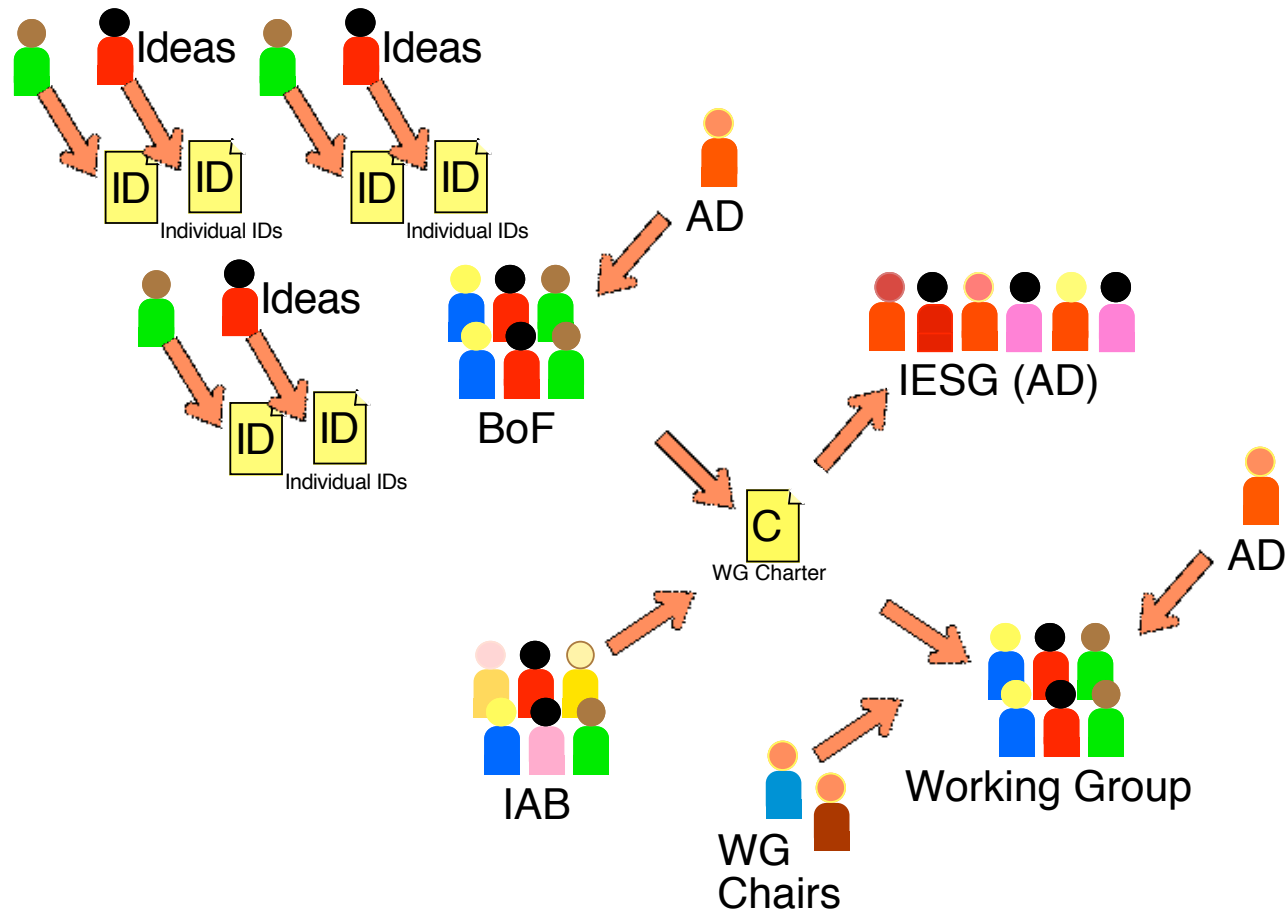 Ideas
Ideas
ID
ID
ID
ID
Individual IDs
Individual IDs
AD
Ideas
ID
ID
Individual IDs
BoF
IESG (AD)
C
WG Charter
AD
IAB
Working Group
WG
Chairs